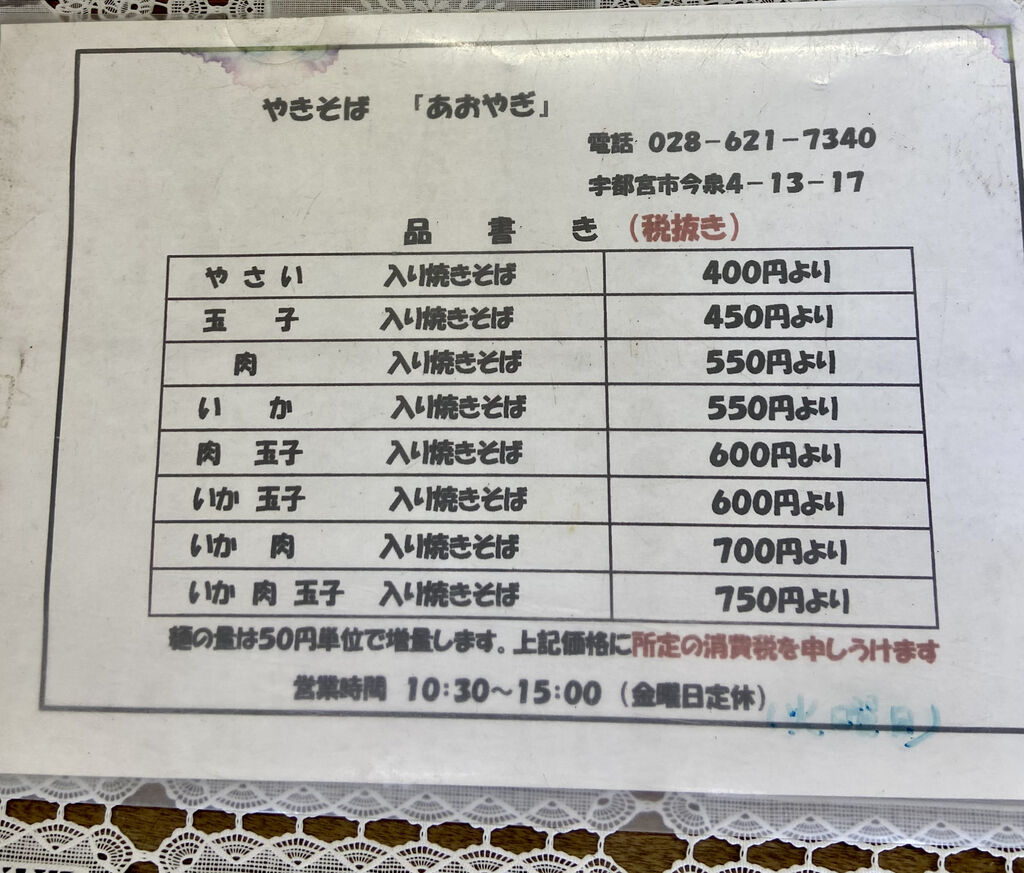 やきそば 「あおやぎ」
電話 028-621-7340
宇都宮市今泉4-13-17
品書き (税抜き)
やさい 入り焼きそば 400円より
玉子 入り焼きそば 450円より
肉 入り焼きそば 550円より
いか 入り焼きそば 550円より
肉 玉子 入り焼きそば 600円より
いか 玉子 入り焼きそば 600円より
いか 肉 入り焼きそば 700円より
いか 肉 玉子 入り焼きそば 750円より
麺の量は50円単位で増量します。上記価格に所定の消費税を申しうけます
営業時間 10:30~15:00 (金曜日定休)